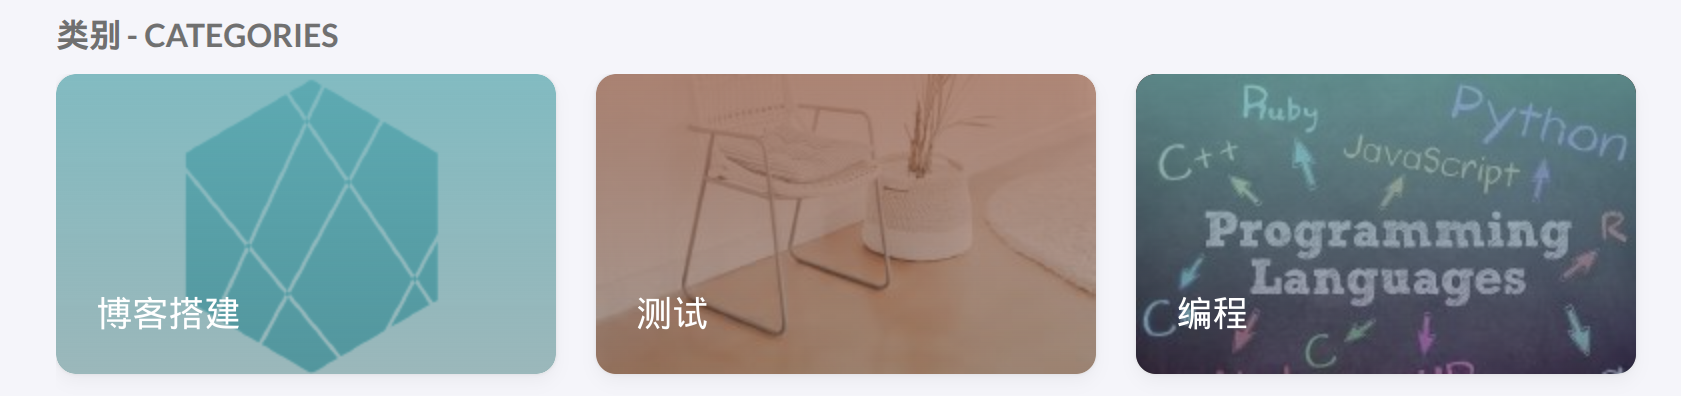 类别 - CATEGORIES
博客搭建
测试
编程
Ruby
Python
C++
JavaScript
Programming
Languages
R
C
C